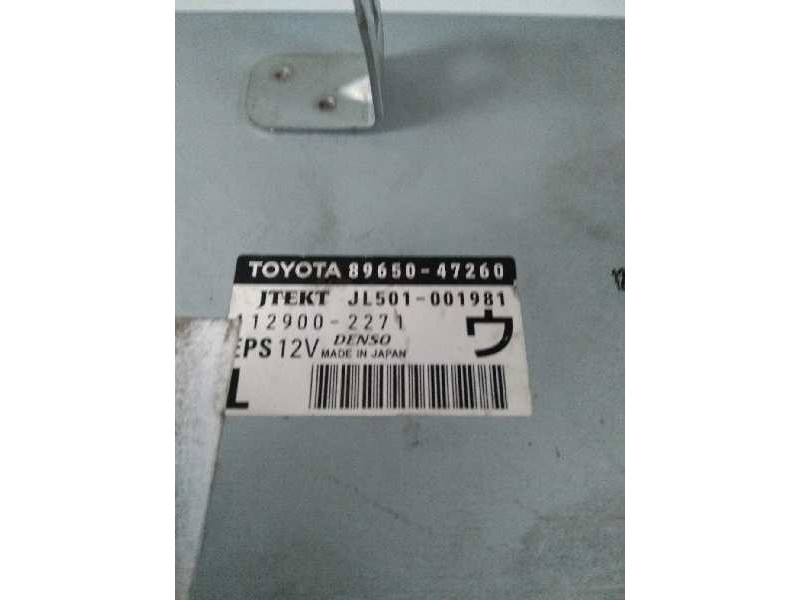 TOYOTA 89650-47260
JTEKT JL501-001981
112900-2271
EPS 12V DENSO MADE IN JAPAN
ウ
L